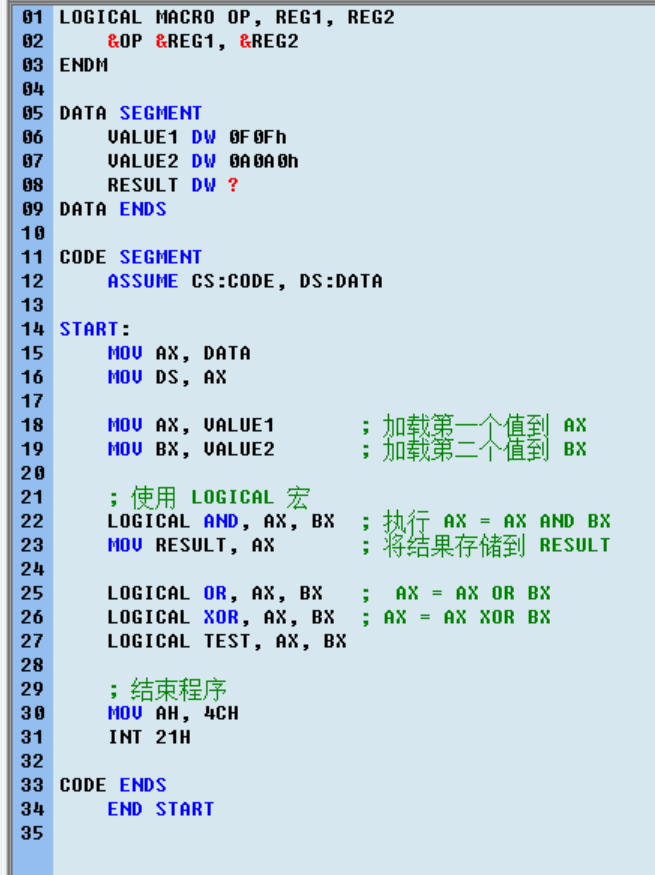 01 LOGICAL MACRO OP, REG1, REG2
02     &OP &REG1, &REG2
03 ENDM
04
05 DATA SEGMENT
06     VALUE1 DW 0F0Fh
07     VALUE2 DW 0A0A0h
08     RESULT DW ?
09 DATA ENDS
10
11 CODE SEGMENT
12     ASSUME CS:CODE, DS:DATA
13
14 START:
15     MOV AX, DATA
16     MOV DS, AX
17
18     MOV AX, VALUE1        ; 加载第一个值到 AX
19     MOV BX, VALUE2        ; 加载第二个值到 BX
20
21     ; 使用 LOGICAL 宏
22     LOGICAL AND, AX, BX  ; 执行 AX = AX AND BX
23     MOV RESULT, AX        ; 将结果存储到 RESULT
24
25     LOGICAL OR, AX, BX   ;  AX = AX OR BX
26     LOGICAL XOR, AX, BX  ; AX = AX XOR BX
27     LOGICAL TEST, AX, BX
28
29     ; 结束程序
30     MOV AH, 4CH
31     INT 21H
32
33 CODE ENDS
34     END START
35